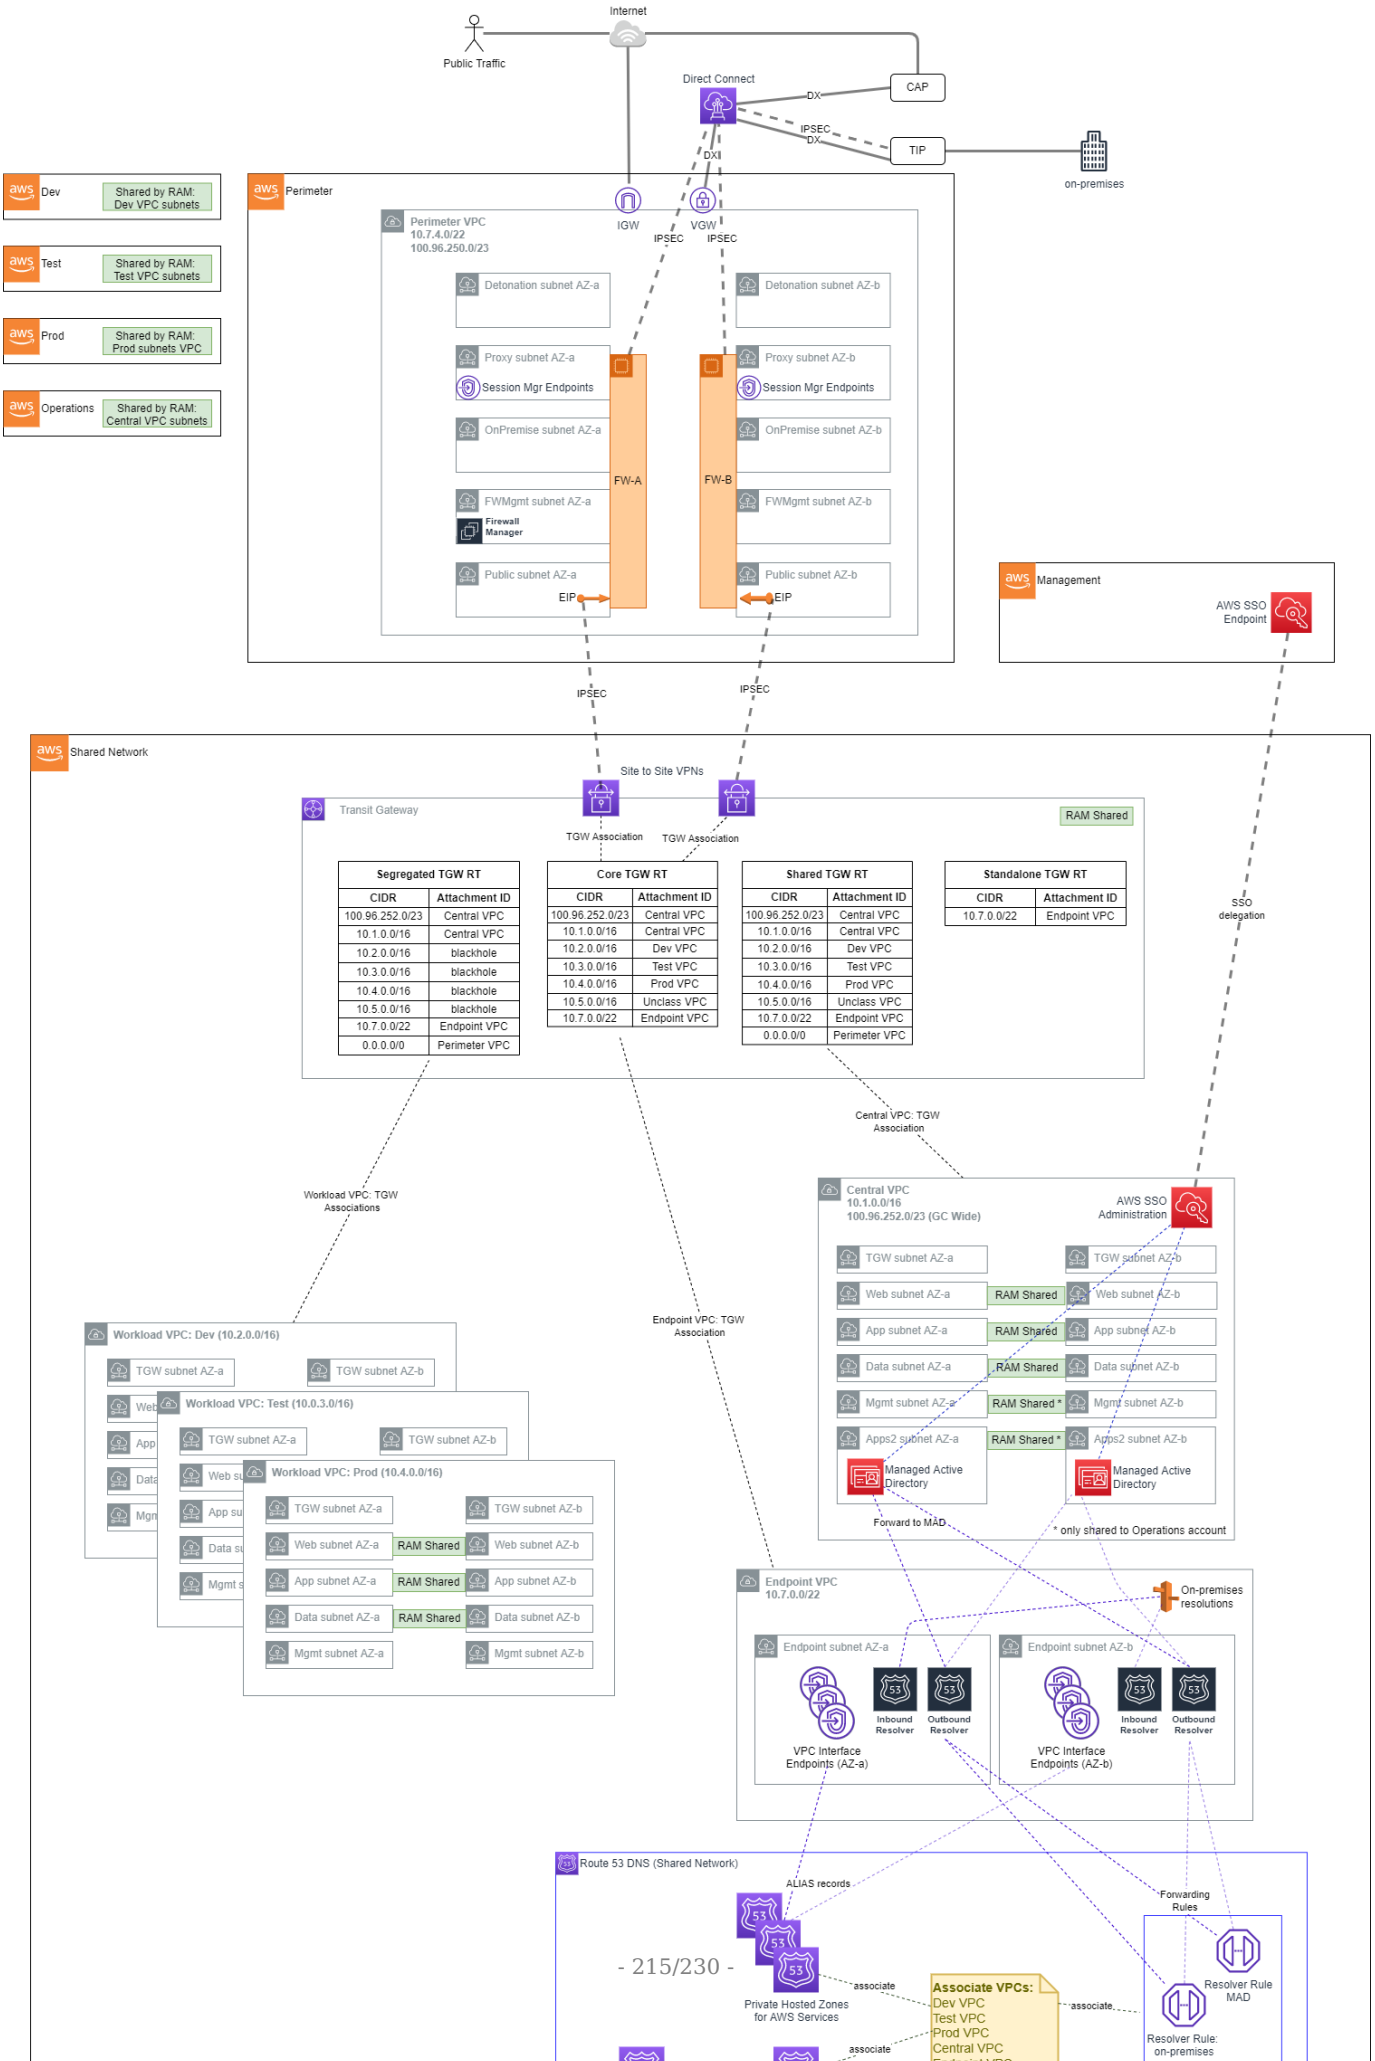 Internet
Public Traffic
Direct Connect
DX
CAP
IPSEC
DX
TIP
on-premises
DX
aws
Dev
Shared by RAM:
Dev VPC subnets
aws
Test
Shared by RAM:
Test VPC subnets
aws
Prod
Shared by RAM:
Prod subnets VPC
aws
Operations
Shared by RAM:
Central VPC subnets
aws
Perimeter
IGW
VGW
IPSEC
IPSEC
Perimeter VPC
10.7.4.0/22
100.96.250.0/23
Detonation subnet AZ-a
Detonation subnet AZ-b
Proxy subnet AZ-a
Proxy subnet AZ-b
Session Mgr Endpoints
Session Mgr Endpoints
OnPremise subnet AZ-a
OnPremise subnet AZ-b
FW-A
FW-B
FWMgmt subnet AZ-a
FWMgmt subnet AZ-b
Firewall
Manager
Public subnet AZ-a
Public subnet AZ-b
EIP
EIP
IPSEC
IPSEC
aws
Management
AWS SSO
Endpoint
SSO
delegation
aws
Shared Network
Site to Site VPNs
Transit Gateway
RAM Shared
TGW Association
TGW Association
Segregated TGW RT
CIDR Attachment ID
100.96.252.0/23 Central VPC
10.1.0.0/16 Central VPC
10.2.0.0/16 blackhole
10.3.0.0/16 blackhole
10.4.0.0/16 blackhole
10.5.0.0/16 blackhole
10.7.0.0/22 Endpoint VPC
0.0.0.0/0 Perimeter VPC
Core TGW RT
CIDR Attachment ID
100.96.252.0/23 Central VPC
10.1.0.0/16 Central VPC
10.2.0.0/16 Dev VPC
10.3.0.0/16 Test VPC
10.4.0.0/16 Prod VPC
10.5.0.0/16 Unclass VPC
10.7.0.0/22 Endpoint VPC
Shared TGW RT
CIDR Attachment ID
100.96.252.0/23 Central VPC
10.1.0.0/16 Central VPC
10.2.0.0/16 Dev VPC
10.3.0.0/16 Test VPC
10.4.0.0/16 Prod VPC
10.5.0.0/16 Unclass VPC
10.7.0.0/22 Endpoint VPC
0.0.0.0/0 Perimeter VPC
Standalone TGW RT
CIDR Attachment ID
10.7.0.0/22 Endpoint VPC
Central VPC: TGW
Association
Workload VPC: TGW
Associations
Endpoint VPC: TGW
Association
Central VPC
10.1.0.0/16
100.96.252.0/23 (GC Wide)
AWS SSO
Administration
TGW subnet AZ-a
TGW subnet AZ-b
Web subnet AZ-a
RAM Shared
Web subnet AZ-b
App subnet AZ-a
RAM Shared
App subnet AZ-b
Data subnet AZ-a
RAM Shared
Data subnet AZ-b
Mgmt subnet AZ-a
RAM Shared *
Mgmt subnet AZ-b
Apps2 subnet AZ-a
RAM Shared *
Apps2 subnet AZ-b
Managed Active
Directory
Managed Active
Directory
Forward to MAD
* only shared to Operations account
Workload VPC: Dev (10.2.0.0/16)
TGW subnet AZ-a
TGW subnet AZ-b
Web
App
Data
Mgm
Workload VPC: Test (10.0.3.0/16)
TGW subnet AZ-a
TGW subnet AZ-b
Web su
App su
Data su
Mgmt s
Workload VPC: Prod (10.4.0.0/16)
TGW subnet AZ-a
TGW subnet AZ-b
Web subnet AZ-a
RAM Shared
Web subnet AZ-b
App subnet AZ-a
RAM Shared
App subnet AZ-b
Data subnet AZ-a
RAM Shared
Data subnet AZ-b
Mgmt subnet AZ-a
Mgmt subnet AZ-b
Endpoint VPC
10.7.0.0/22
On-premises
resolutions
Endpoint subnet AZ-a
53
53
Inbound
Resolver
Outbound
Resolver
VPC Interface
Endpoints (AZ-a)
Endpoint subnet AZ-b
53
53
Inbound
Resolver
Outbound
Resolver
VPC Interface
Endpoints (AZ-b)
53
Route 53 DNS (Shared Network)
ALIAS records
53
53
53
Private Hosted Zones
for AWS Services
- 215/230 -
associate
associate
Associate VPCs:
Dev VPC
Test VPC
Prod VPC
Central VPC
associate
Forwarding
Rules
Resolver Rule
MAD
Resolver Rule:
on-premises